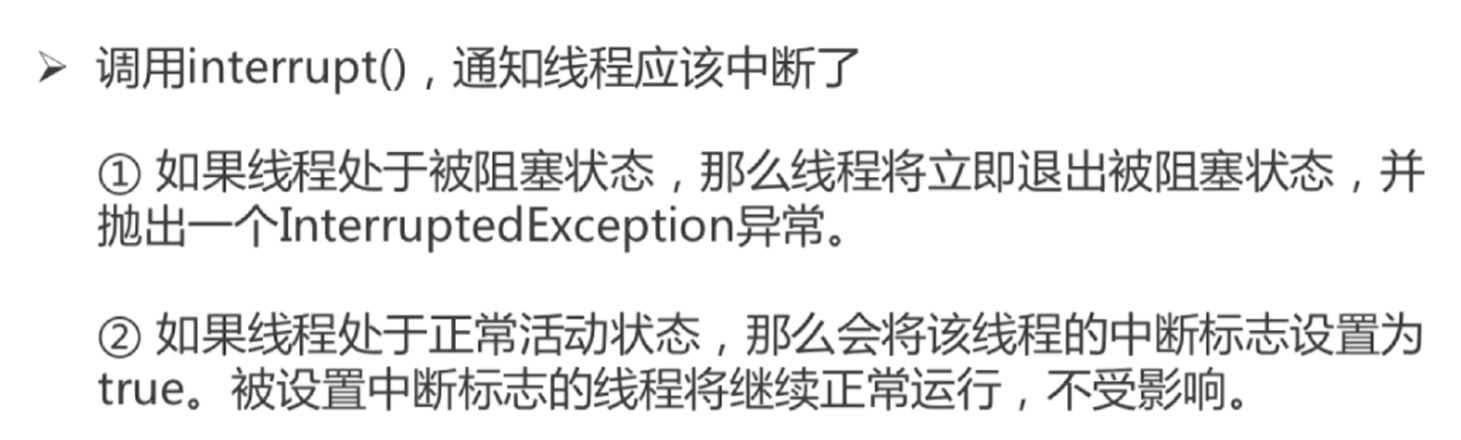 ➢ 调用interrupt()，通知线程应该中断了
① 如果线程处于被阻塞状态，那么线程将立即退出被阻塞状态，并
抛出一个InterruptedException异常。
② 如果线程处于正常活动状态，那么会将该线程的中断标志设置为
true。被设置中断标志的线程将继续正常运行，不受影响。